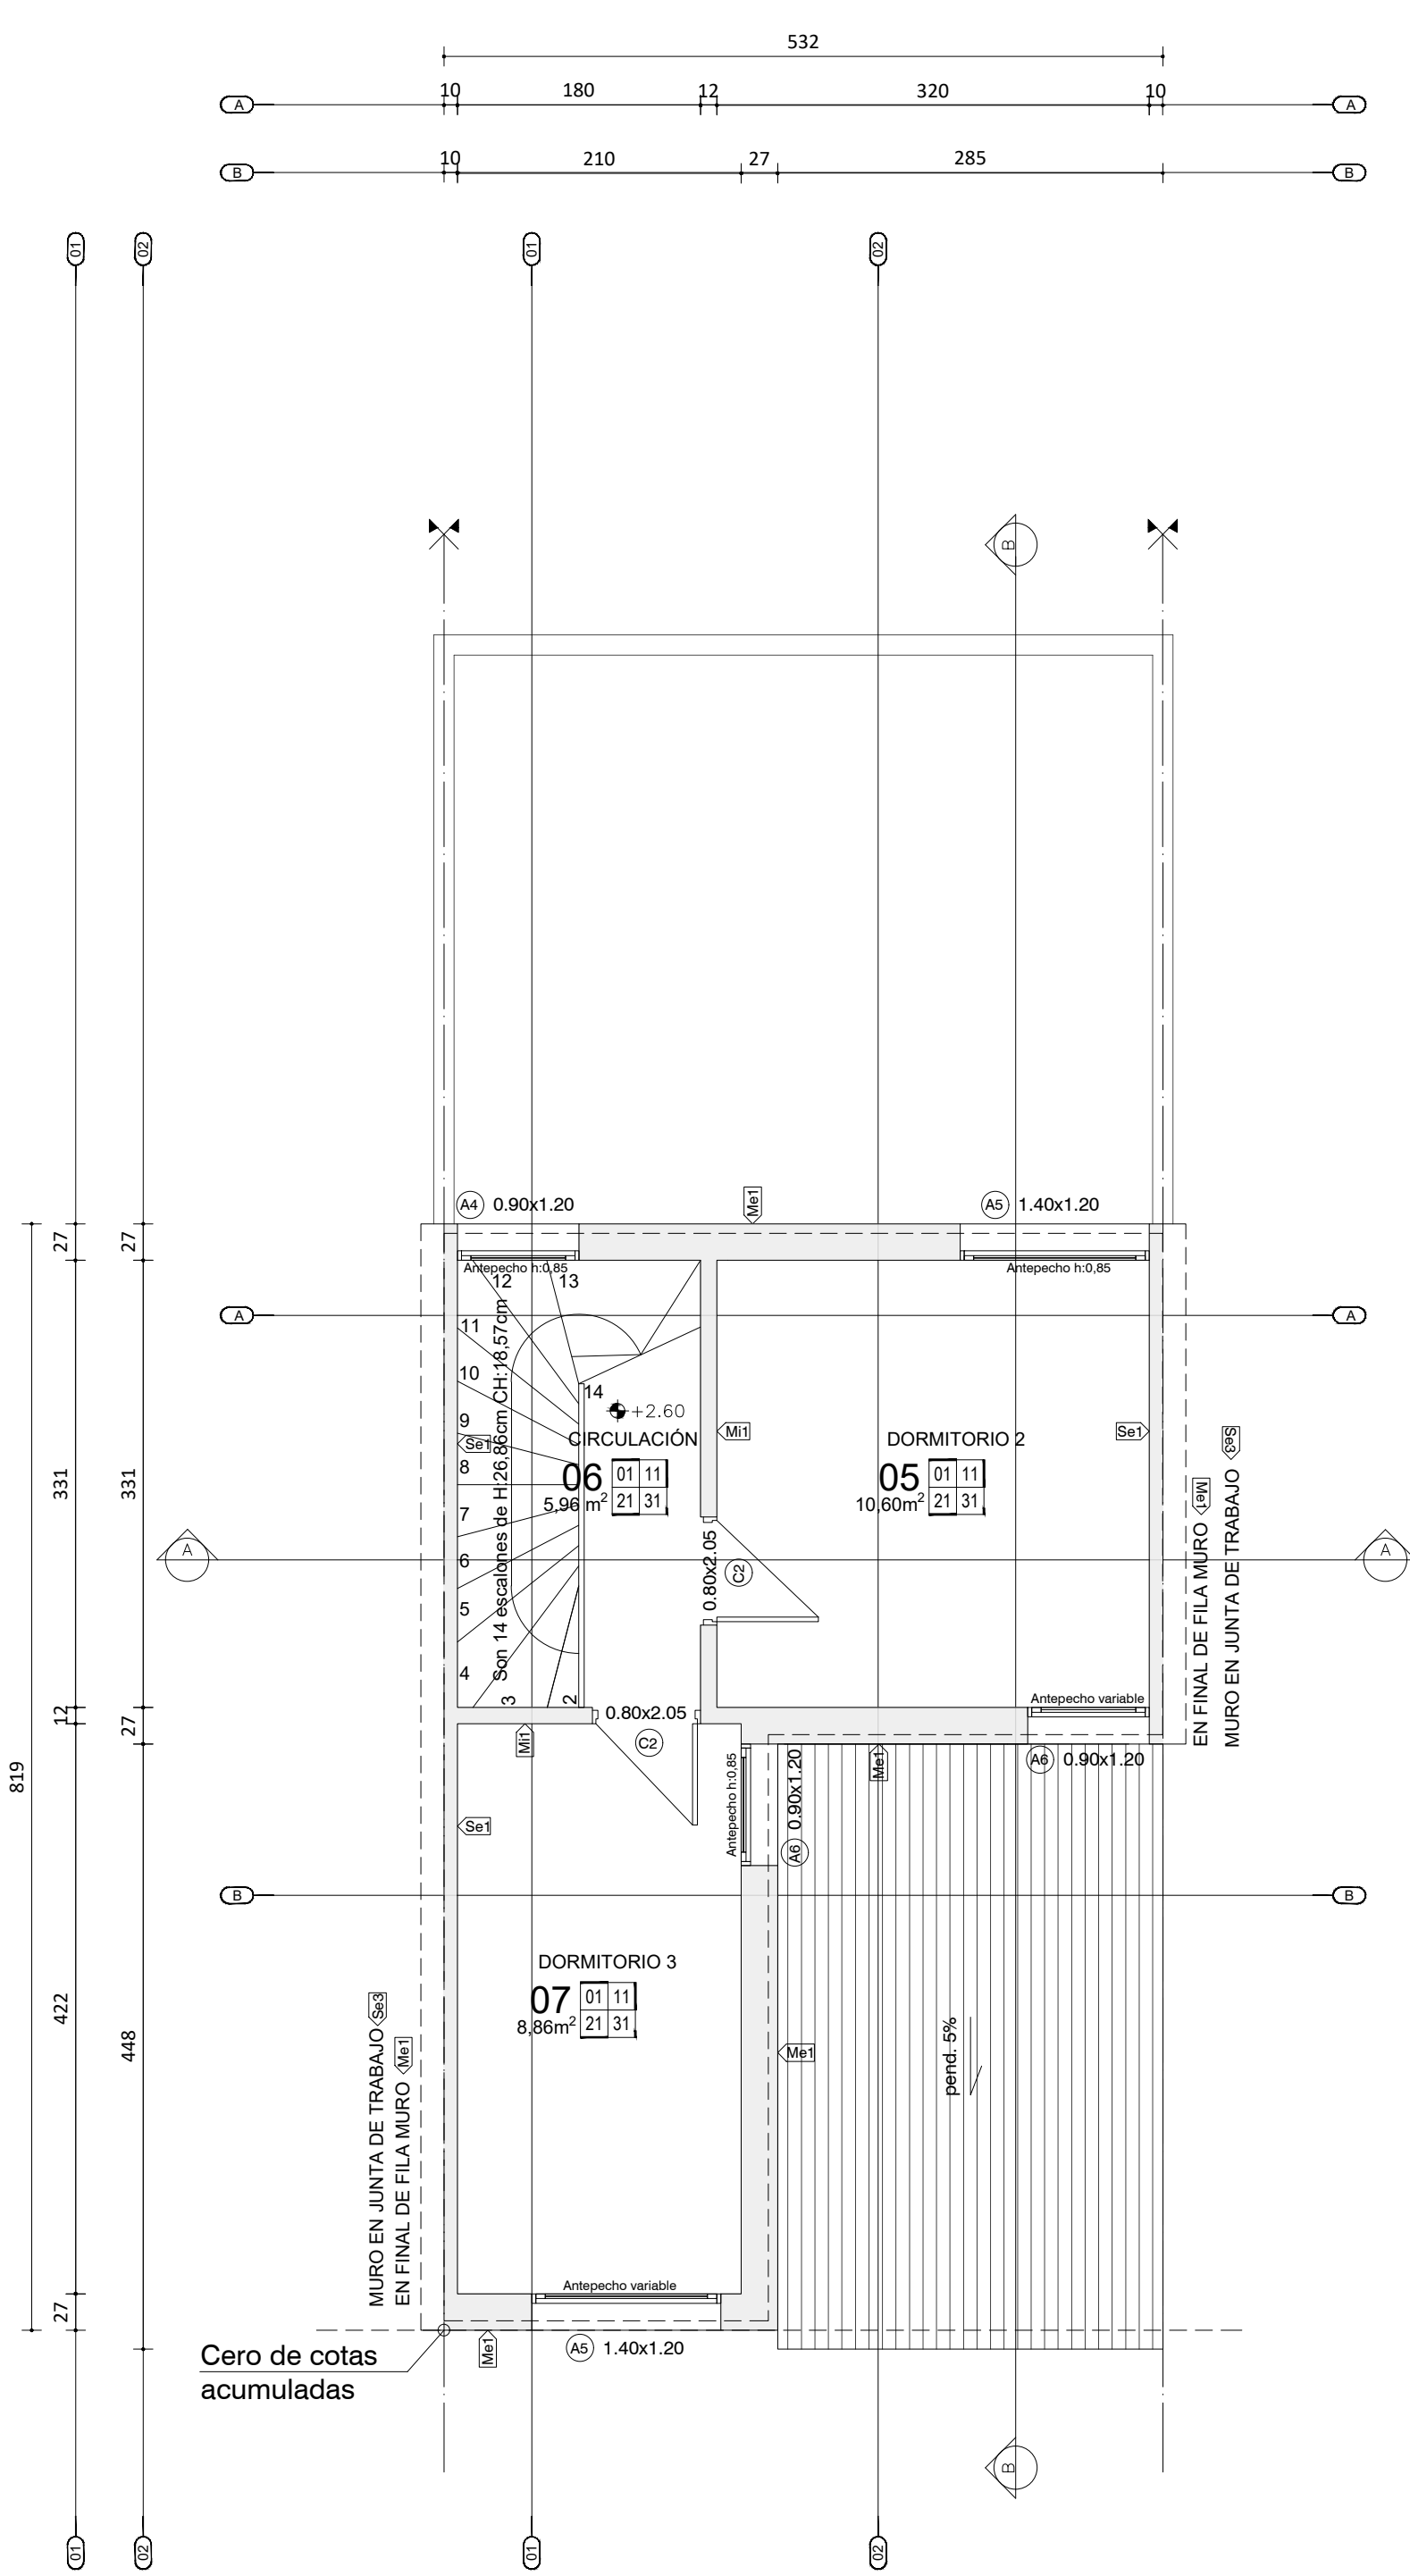 532
A 10 180 12 320 10 A
B 10 210 27 285 B
01 02 01 02
B
A4 0.90x1.20 Me1 A5 1.40x1.20
27 27
Antepecho h:0,85 Antepecho h:0,85
12 13
A A
11
10
14
+2.60
9
Se1
CIRCULACIÓN Mi1 DORMITORIO 2 Se1
8
06 01 11
5,96 m² 21 31
05 01 11
10,60m² 21 31
331 331
Son 14 escalones de H:26,86cm CH:18,57cm
7
6
5
4
3
2
0.80x2.05
C2
A A
EN FINAL DE FILA MURO Me1
MURO EN JUNTA DE TRABAJO Se3
Antepecho variable
12 27
0.80x2.05
Mi1 C2
Me1 A6 0.90x1.20
819
Antepecho h:0,85
A6 0.90x1.20
Se1
B B
DORMITORIO 3
07 01 11
8,86m² 21 31
422
448
Me1
pend. 5%
MURO EN JUNTA DE TRABAJO Se3
EN FINAL DE FILA MURO Me1
Antepecho variable
27
Me1 A5 1.40x1.20
Cero de cotas
acumuladas
B
01 02 01 02